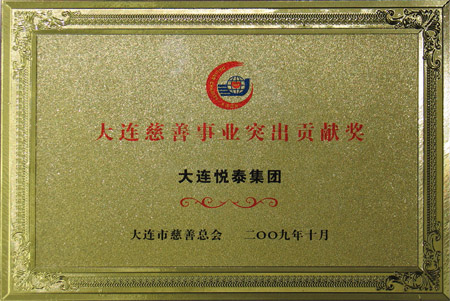 大连慈善事业突出贡献奖
大连悦泰集团
大连市慈善总会 二〇〇九年十月